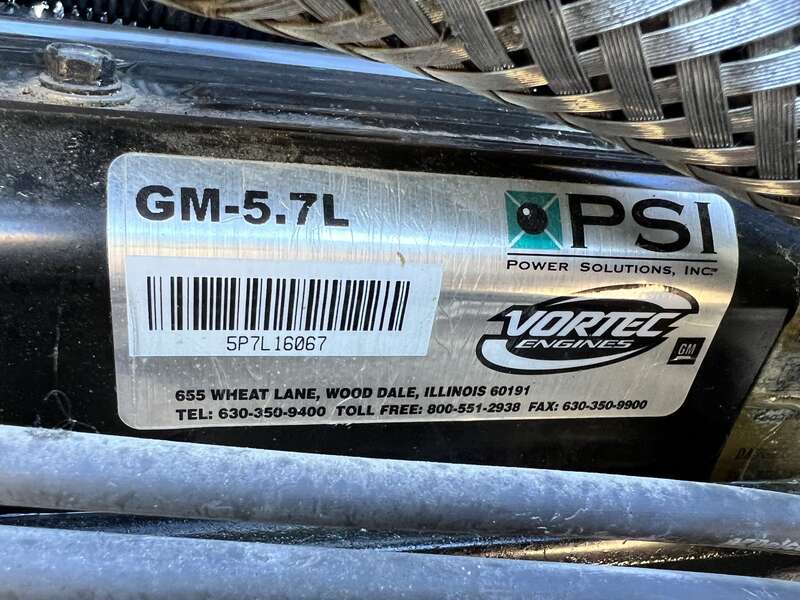 GM-5.7L
PSI
POWER SOLUTIONS, INC.
5P7L16067
VORTEC
ENGINES
GM
655 WHEAT LANE, WOOD DALE, ILLINOIS 60191
TEL: 630-350-9400 TOLL FREE: 800-551-2938 FAX: 630-350-9900